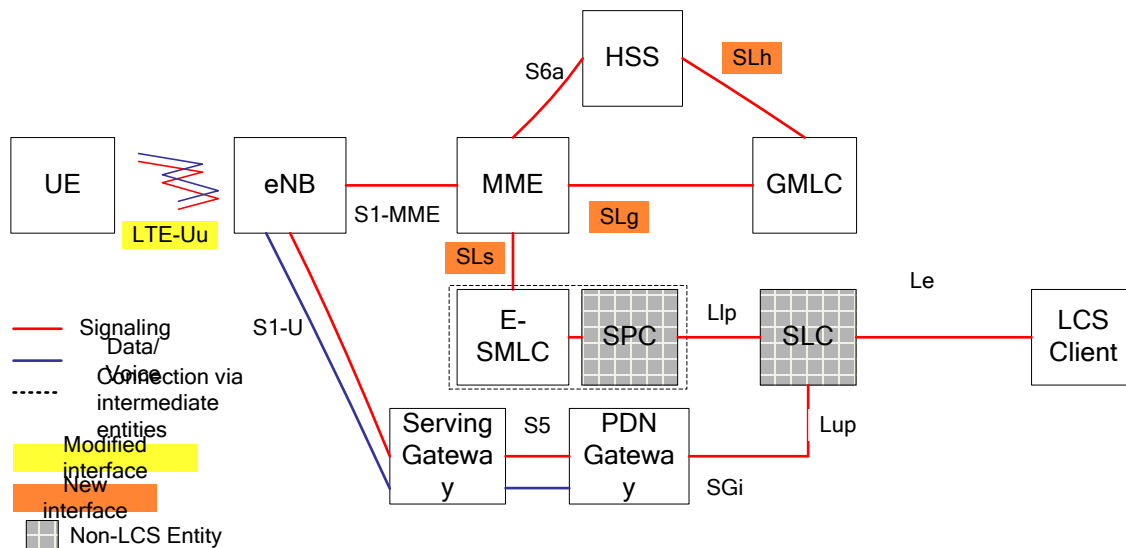 HSS
SLh
S6a
UE
eNB
MME
GMLC
S1-MME
SLg
LTE-Uu
SLs
Le
S1-U
E-
SMLC
SPC
Llp
SLC
LCS
Client
Signaling
Data/
Voice
Connection via
intermediate
entities
Serving
Gatewa
y
S5
PDN
Gatewa
y
Lup
SGi
Modified
interface
New
interface
Non-LCS Entity